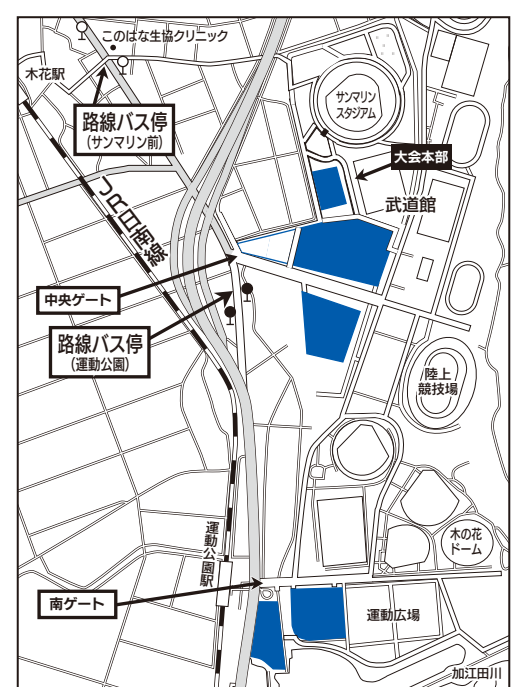 このはな生協クリニック
木花駅
路線バス停
(サンマリン前)
サンマリン
スタジアム
大会本部
武道館
JR日南線
中央ゲート
路線バス停
(運動公園)
陸上
競技場
運動公園駅
木の花
ドーム
南ゲート
運動広場
加江田川